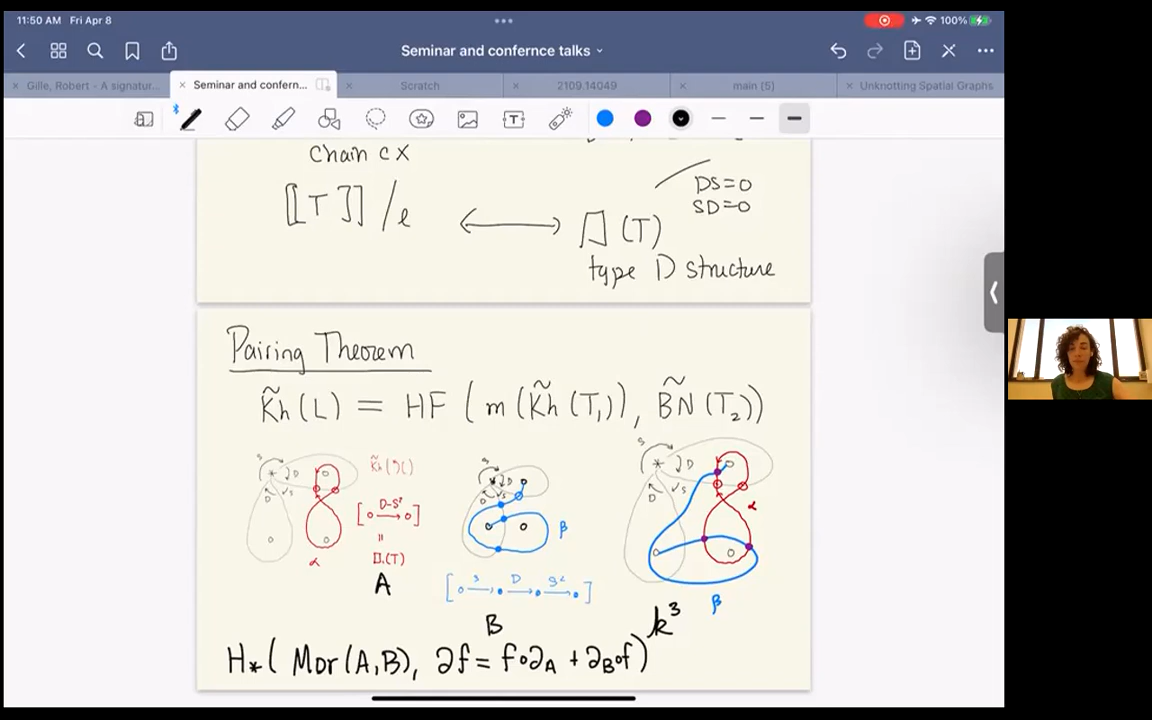 11:50 AM Fri Apr 8
100%
Seminar and confernce talks
Gille, Robert - A signatur...
Seminar and confern...
Scratch
2109.14049
main (5)
Unknotting Spatial Graphs
chain cx
[[T]]/ℓ ⟷ Д(T)
DS=0
SD=0
type D structure
Pairing Theorem
K̃h(L) = HF(m(K̃h(T₁)), B̃N(T₂))
S
D
S
D
α
K̃h( )( )
[o D-S² → o]
=
Д₁(T)
A
S
D
S
D
β
[o S → • D → • S² → •]
B
S
D
S
D
α
β
H*(Mor(A,B), ∂f = f∘∂A + ∂B∘f)
k³